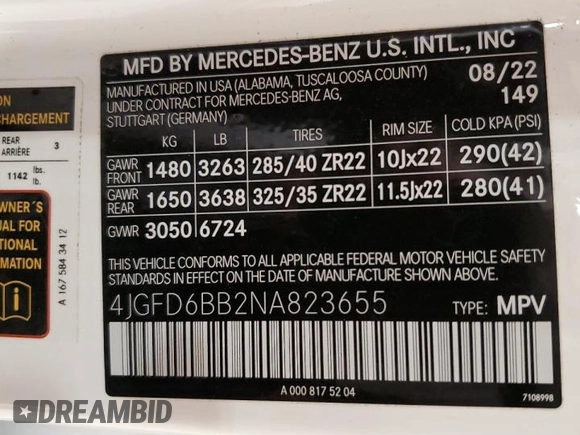 ON
CHARGEMENT
REAR
ARRIÈRE 3
1142 lbs.
lb.
WNER´S
UAL FOR
TIONAL
RMATION
A 167 584 34 12
MFD BY MERCEDES-BENZ U.S. INTL., INC
MANUFACTURED IN USA (ALABAMA, TUSCALOOSA COUNTY) 08/22
UNDER CONTRACT FOR MERCEDES-BENZ AG, 149
STUTTGART (GERMANY)
KG LB TIRES RIM SIZE COLD KPA(PSI)
GAWR FRONT 1480 3263 285/40 ZR22 10Jx22 290(42)
GAWR REAR 1650 3638 325/35 ZR22 11.5Jx22 280(41)
GVWR 3050 6724
THIS VEHICLE CONFORMS TO ALL APPLICABLE FEDERAL MOTOR VEHICLE SAFETY
STANDARDS IN EFFECT ON THE DATE OF MANUFACTURE SHOWN ABOVE.
4JGFD6BB2NA823655 TYPE: MPV
A 000 817 52 04
7108998
DREAMBID